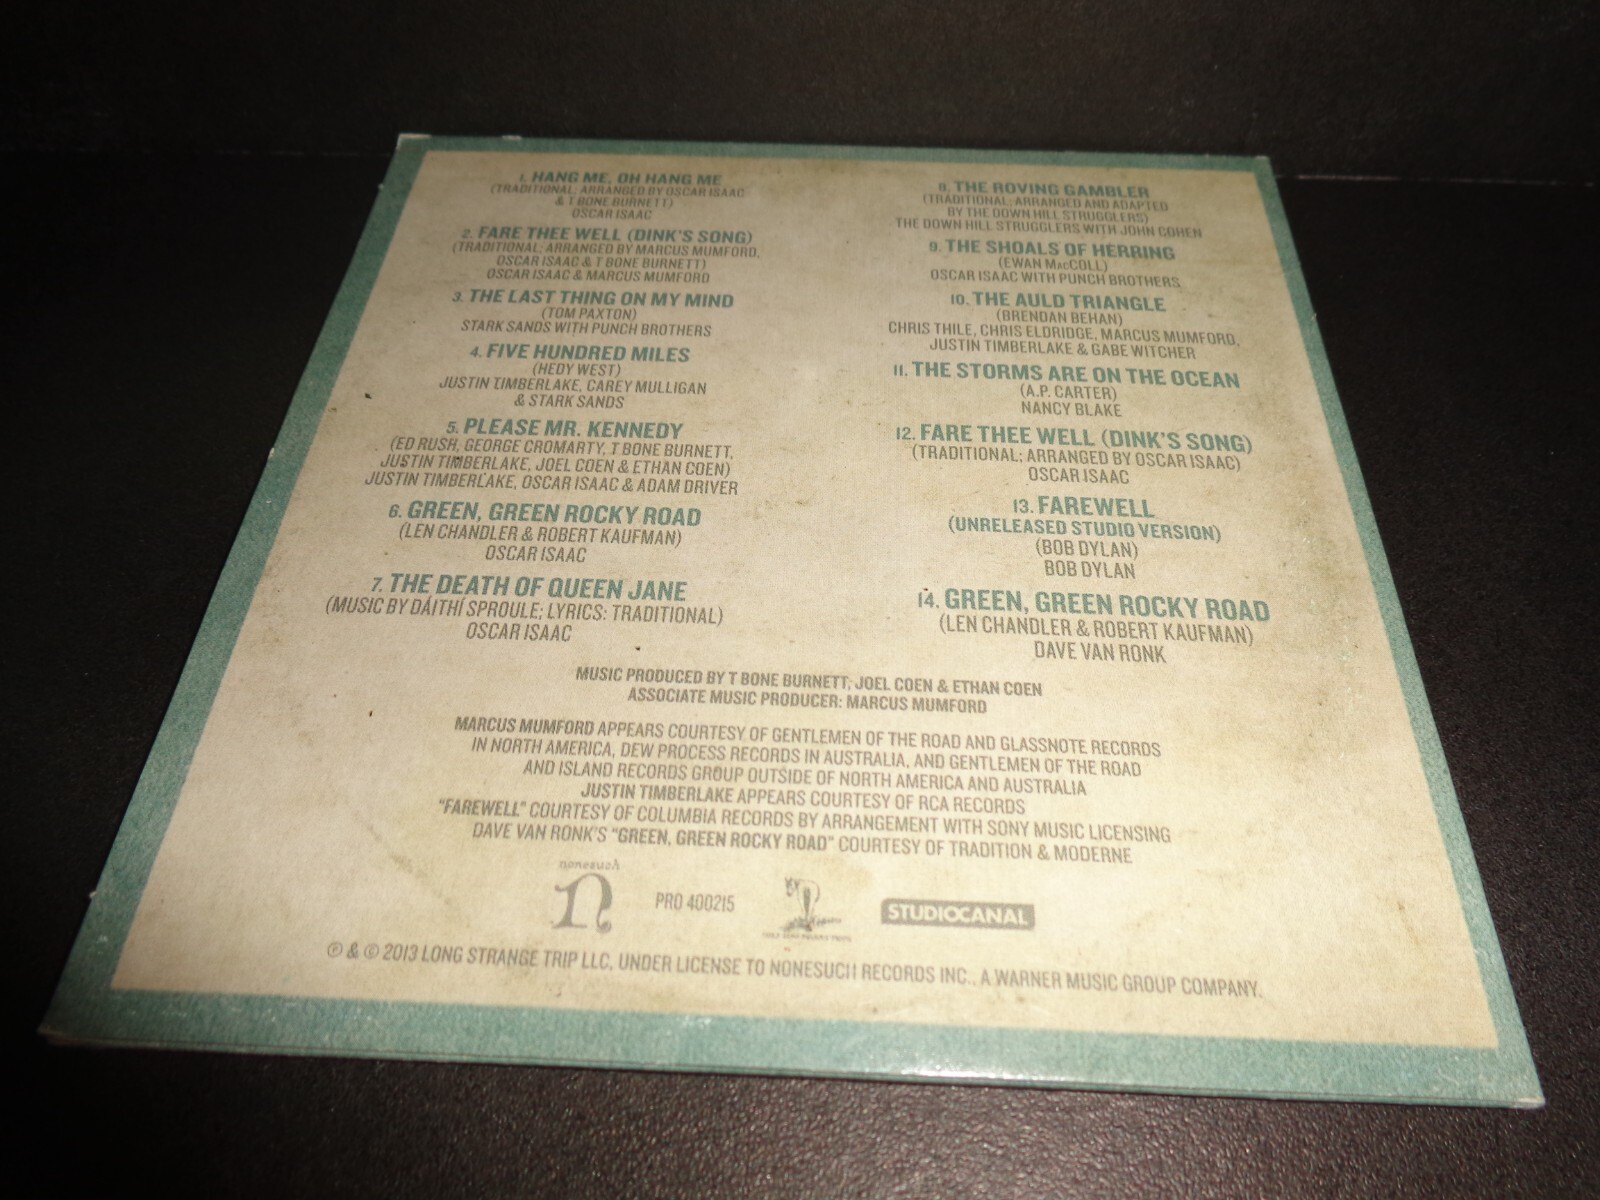 1. HANG ME, OH HANG ME
(TRADITIONAL; ARRANGED BY OSCAR ISAAC
& T BONE BURNETT)
OSCAR ISAAC
2. FARE THEE WELL (DINK'S SONG)
(TRADITIONAL; ARRANGED BY MARCUS MUMFORD,
OSCAR ISAAC & T BONE BURNETT)
OSCAR ISAAC & MARCUS MUMFORD
3. THE LAST THING ON MY MIND
(TOM PAXTON)
STARK SANDS WITH PUNCH BROTHERS
4. FIVE HUNDRED MILES
(HEDY WEST)
JUSTIN TIMBERLAKE, CAREY MULLIGAN
& STARK SANDS
5. PLEASE MR. KENNEDY
(ED RUSH, GEORGE CROMARTY, T BONE BURNETT,
JUSTIN TIMBERLAKE, JOEL COEN & ETHAN COEN)
JUSTIN TIMBERLAKE, OSCAR ISAAC & ADAM DRIVER
6. GREEN, GREEN ROCKY ROAD
(LEN CHANDLER & ROBERT KAUFMAN)
OSCAR ISAAC
7. THE DEATH OF QUEEN JANE
(MUSIC BY DÁITHÍ SPROULE; LYRICS: TRADITIONAL)
OSCAR ISAAC
8. THE ROVING GAMBLER
(TRADITIONAL; ARRANGED AND ADAPTED
BY THE DOWN HILL STRUGGLERS)
THE DOWN HILL STRUGGLERS WITH JOHN COHEN
9. THE SHOALS OF HERRING
(EWAN MACCOLL)
OSCAR ISAAC WITH PUNCH BROTHERS
10. THE AULD TRIANGLE
(BRENDAN BEHAN)
CHRIS THILE, CHRIS ELDRIDGE, MARCUS MUMFORD,
JUSTIN TIMBERLAKE & GABE WITCHER
11. THE STORMS ARE ON THE OCEAN
(A.P. CARTER)
NANCY BLAKE
12. FARE THEE WELL (DINK'S SONG)
(TRADITIONAL; ARRANGED BY OSCAR ISAAC)
OSCAR ISAAC
13. FAREWELL
(UNRELEASED STUDIO VERSION)
(BOB DYLAN)
BOB DYLAN
14. GREEN, GREEN ROCKY ROAD
(LEN CHANDLER & ROBERT KAUFMAN)
DAVE VAN RONK
MUSIC PRODUCED BY T BONE BURNETT, JOEL COEN & ETHAN COEN
ASSOCIATE MUSIC PRODUCER: MARCUS MUMFORD
MARCUS MUMFORD APPEARS COURTESY OF GENTLEMEN OF THE ROAD AND GLASSNOTE RECORDS
IN NORTH AMERICA, DEW PROCESS RECORDS IN AUSTRALIA, AND GENTLEMEN OF THE ROAD
AND ISLAND RECORDS GROUP OUTSIDE OF NORTH AMERICA AND AUSTRALIA
JUSTIN TIMBERLAKE APPEARS COURTESY OF RCA RECORDS
"FAREWELL" COURTESY OF COLUMBIA RECORDS BY ARRANGEMENT WITH SONY MUSIC LICENSING
DAVE VAN RONK'S "GREEN, GREEN ROCKY ROAD" COURTESY OF TRADITION & MODERNE
nonesuch
n
PRO 400215
STUDIOCANAL
℗ & © 2013 LONG STRANGE TRIP LLC. UNDER LICENSE TO NONESUCH RECORDS INC., A WARNER MUSIC GROUP COMPANY.